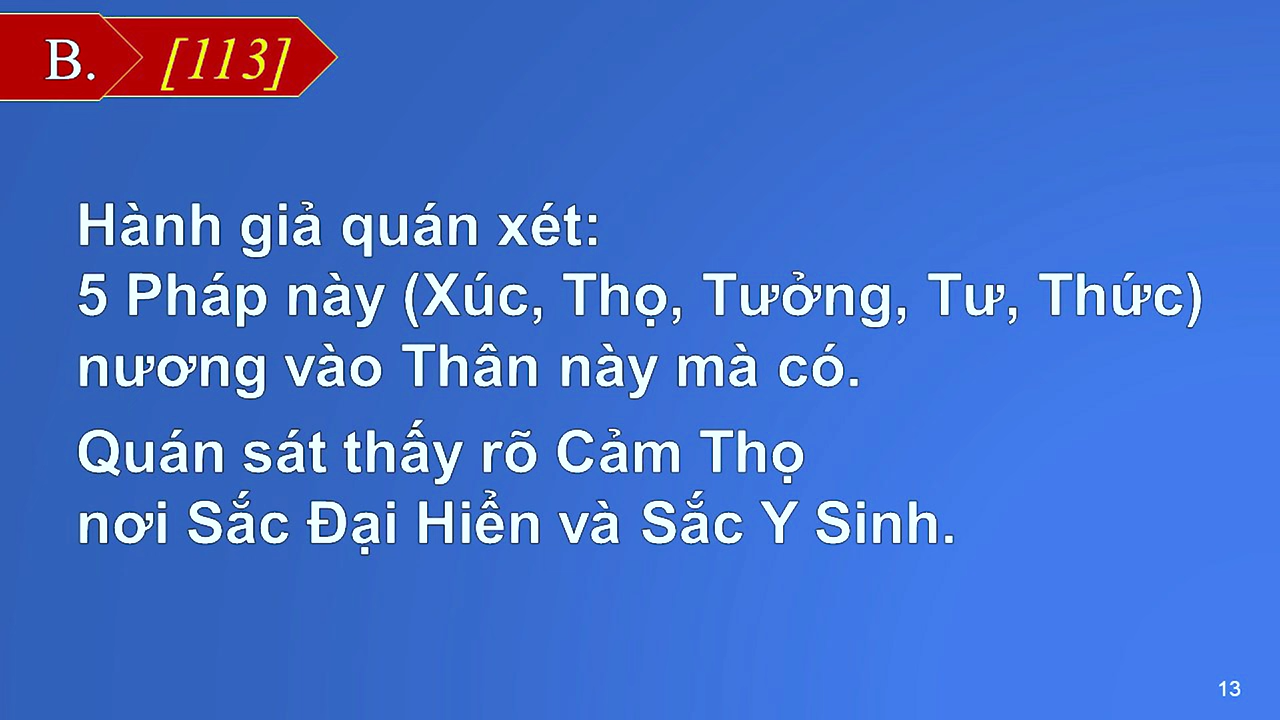 B. [113]
Hành giả quán xét:
5 Pháp này (Xúc, Thọ, Tưởng, Tư, Thức)
nương vào Thân này mà có.
Quán sát thấy rõ Cảm Thọ
nơi Sắc Đại Hiển và Sắc Y Sinh.
13